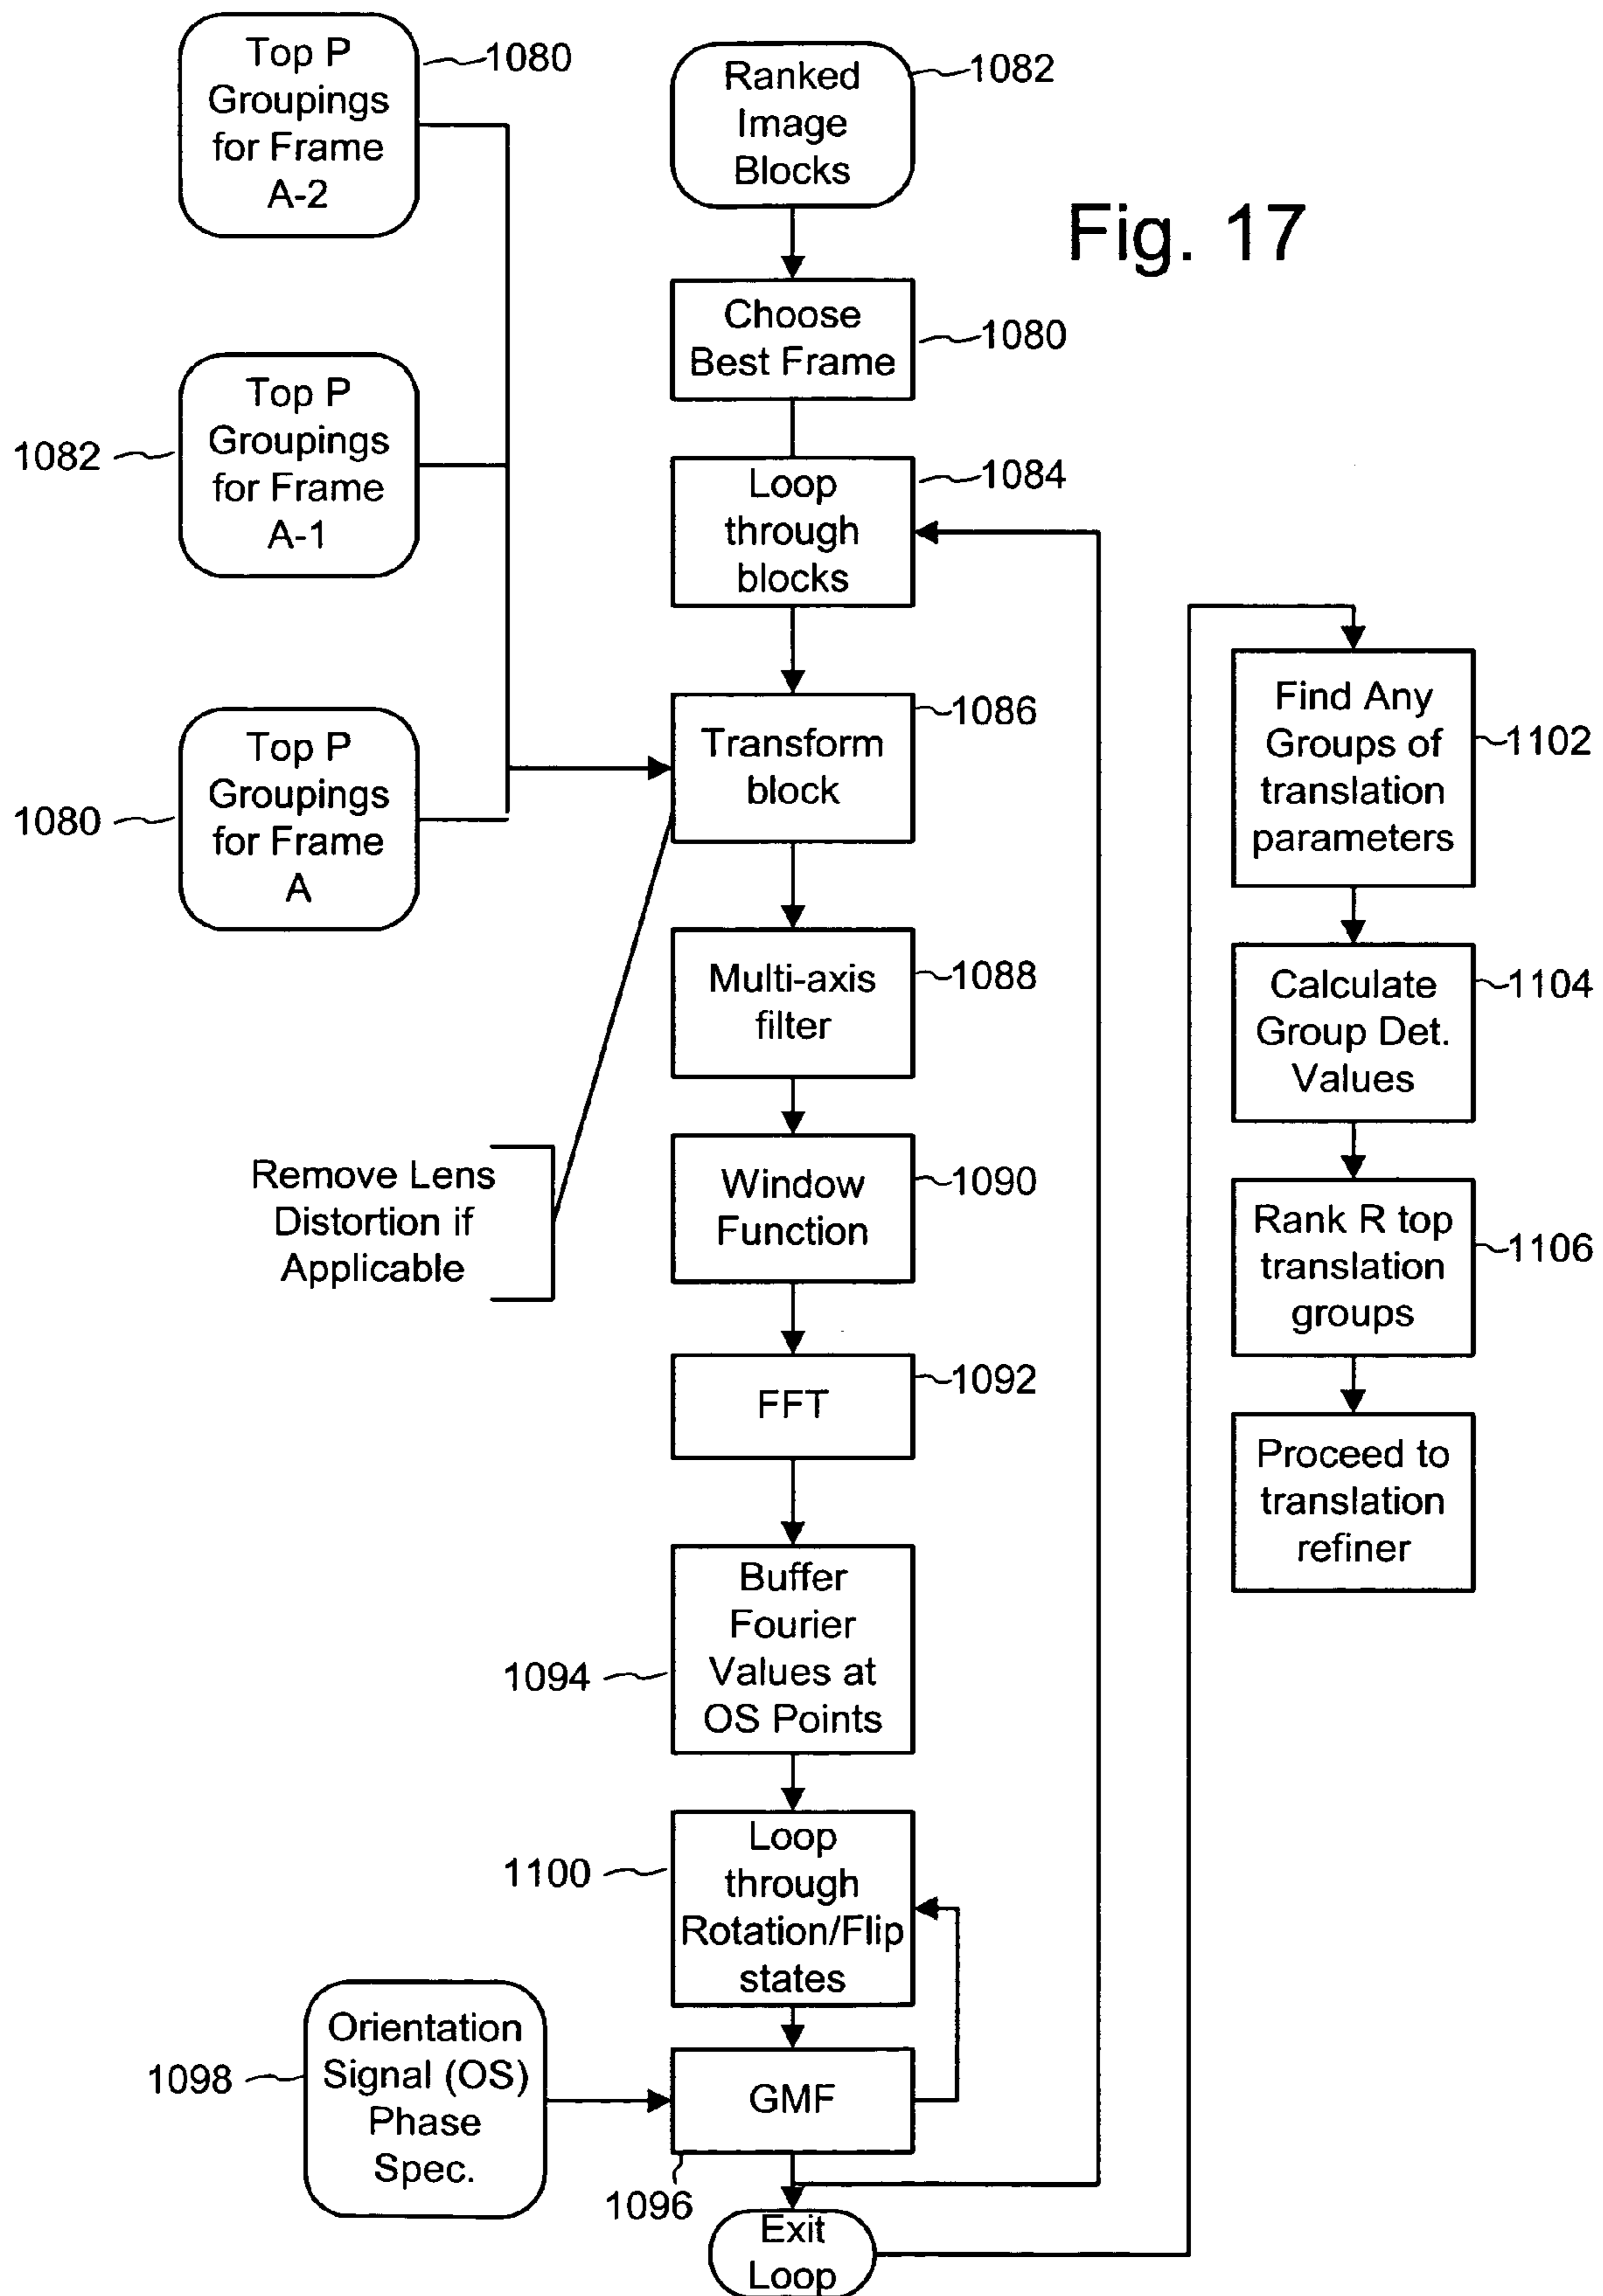 Fig. 17
Top P
Groupings
for Frame
A-2
1080
Top P
Groupings
for Frame
A-1
1082
Top P
Groupings
for Frame
A
1080
Ranked
Image
Blocks
1082
Choose
Best Frame
1080
Loop
through
blocks
1084
Transform
block
1086
Remove Lens
Distortion if
Applicable
Multi-axis
filter
1088
Window
Function
1090
FFT
1092
Buffer
Fourier
Values at
OS Points
1094
Loop
through
Rotation/Flip
states
1100
Orientation
Signal (OS)
Phase
Spec.
1098
GMF
1096
Exit
Loop
Find Any
Groups of
translation
parameters
1102
Calculate
Group Det.
Values
1104
Rank R top
translation
groups
1106
Proceed to
translation
refiner